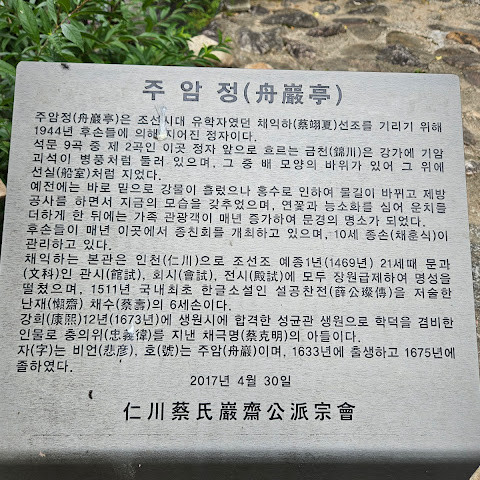 주암정(舟巖亭)
주암정(舟巖亭)은 조선시대 유학자였던 채익하(蔡翊夏)선조를 기리기 위해
1944년 후손들에 의해 지어진 정자이다.
석문 9곡 중 제 2곡인 이곳 정자 앞으로 흐르는 금천(錦川)은 강가에 기암
괴석이 병풍처럼 둘러 있으며, 그 중 배 모양의 바위가 있어 그 위에
선실(船室)처럼 지었다.
예전에는 바로 밑으로 강물이 흘렀으나 홍수로 인하여 물길이 바뀌고 제방
공사를 하면서 지금의 모습을 갖추었으며, 연꽃과 능소화를 심어 운치를
더하게 한 뒤에는 가족 관광객이 매년 증가하여 문경의 명소가 되었다.
후손들이 매년 이곳에서 종친회를 개최하고 있으며, 10세 종손(채훈식)이
관리하고 있다.
채익하는 본관은 인천(仁川)으로 조선조 예종1년(1469년) 21세때 문과
(文科)인 관시(館試), 회시(會試), 전시(殿試)에 모두 장원급제하여 명성을
떨쳤으며, 1511년 국내최초 한글소설인 설공찬전(薛公璨傳)을 저술한
난재(懶齋) 채수(蔡壽)의 6세손이다.
강희(康熙)12년(1673년)에 생원시에 합격한 성균관 생원으로 학덕을 겸비한
인물로 충의위(忠義衛)를 지낸 채극명(蔡克明)의 아들이다.
자(字)는 비언(悲彦), 호(號)는 주암(舟巖)이며, 1633년에 출생하고 1675년에
졸하였다.
2017년 4월 30일
仁川蔡氏巖齋公派宗會